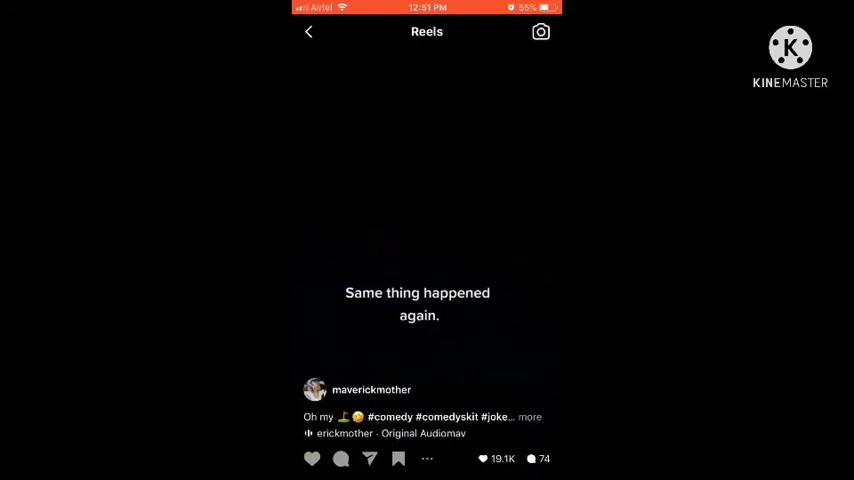 Airtel 12:51 PM 55%
Reels
K
KINEMASTER
Same thing happened
again.
maverickmother
Oh my ⛳🤣 #comedy #comedyskit #joke... more
erickmother · Original Audiomav
19.1K 74